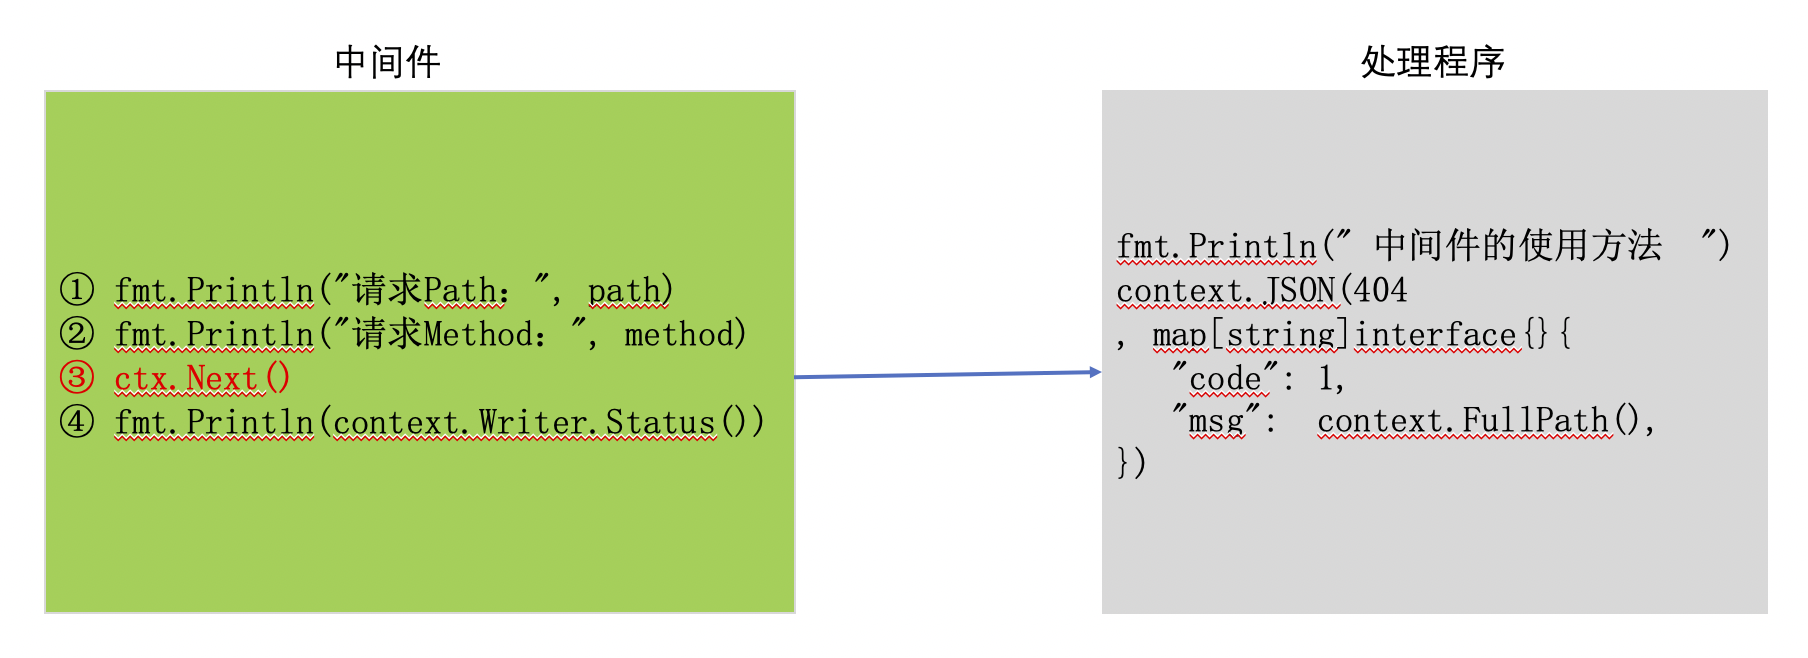 中间件
① fmt.Println("请求Path：", path)
② fmt.Println("请求Method：", method)
③ ctx.Next()
④ fmt.Println(context.Writer.Status())
处理程序
fmt.Println(" 中间件的使用方法  ")
context.JSON(404
, map[string]interface{}{
"code": 1,
"msg":  context.FullPath(),
})